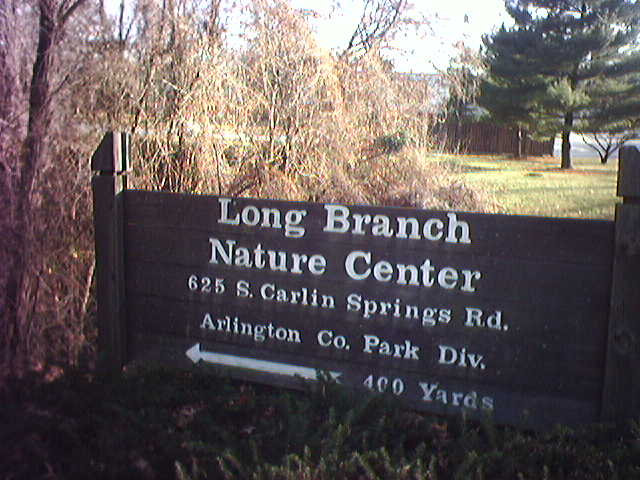 Long Branch
Nature Center
625 S. Carlin Springs Rd.
Arlington Co. Park Div.
400 Yards